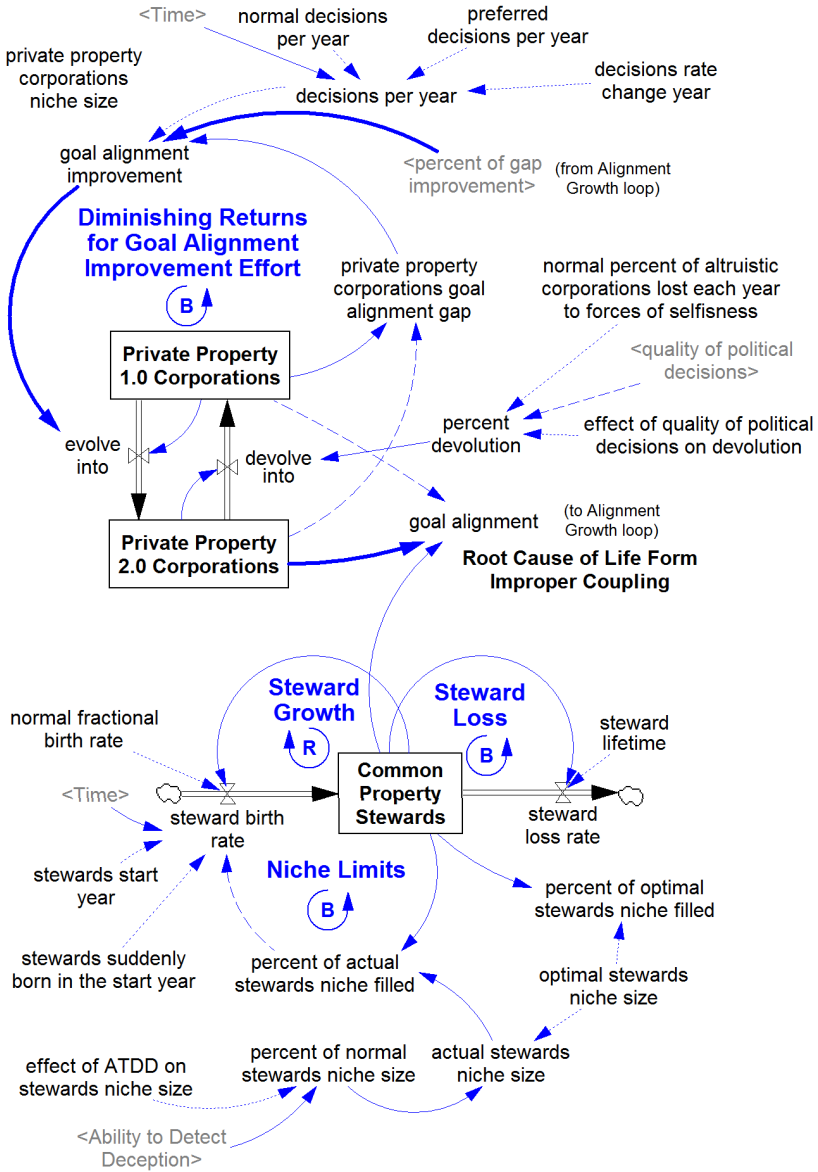 <Time>
normal decisions
per year
preferred
decisions per year
private property
corporations
niche size
decisions per year
decisions rate
change year
goal alignment
improvement
<percent of gap
improvement>
(from Alignment
Growth loop)
Diminishing Returns
for Goal Alignment
Improvement Effort
B
private property
corporations goal
alignment gap
normal percent of altruistic
corporations lost each year
to forces of selfisness
<quality of political
decisions>
Private Property
1.0 Corporations
percent
devolution
effect of quality of political
decisions on devolution
evolve
into
devolve
into
Private Property
2.0 Corporations
goal alignment
(to Alignment
Growth loop)
Root Cause of Life Form
Improper Coupling
Steward
Growth
R
Steward
Loss
B
normal fractional
birth rate
steward
lifetime
Common
Property
Stewards
<Time>
steward birth
rate
steward
loss rate
stewards start
year
Niche Limits
B
percent of optimal
stewards niche filled
stewards suddenly
born in the start year
percent of actual
stewards niche filled
optimal stewards
niche size
effect of ATDD on
stewards niche size
percent of normal
stewards niche size
actual stewards
niche size
<Ability to Detect
Deception>